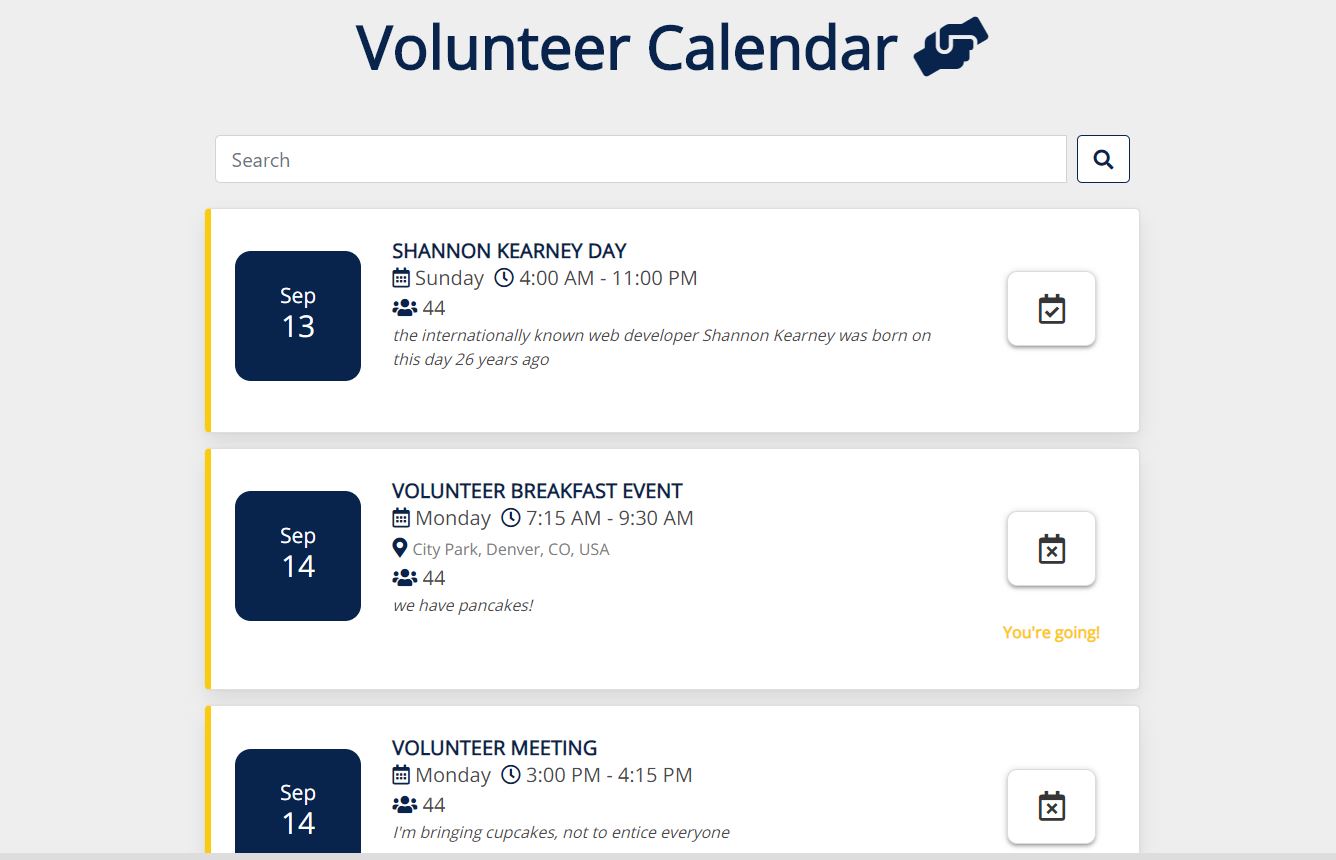 Volunteer Calendar
Search
Sep
13
SHANNON KEARNEY DAY
Sunday 4:00 AM - 11:00 PM
44
the internationally known web developer Shannon Kearney was born on
this day 26 years ago
Sep
14
VOLUNTEER BREAKFAST EVENT
Monday 7:15 AM - 9:30 AM
City Park, Denver, CO, USA
44
we have pancakes!
You're going!
Sep
14
VOLUNTEER MEETING
Monday 3:00 PM - 4:15 PM
44
I'm bringing cupcakes, not to entice everyone